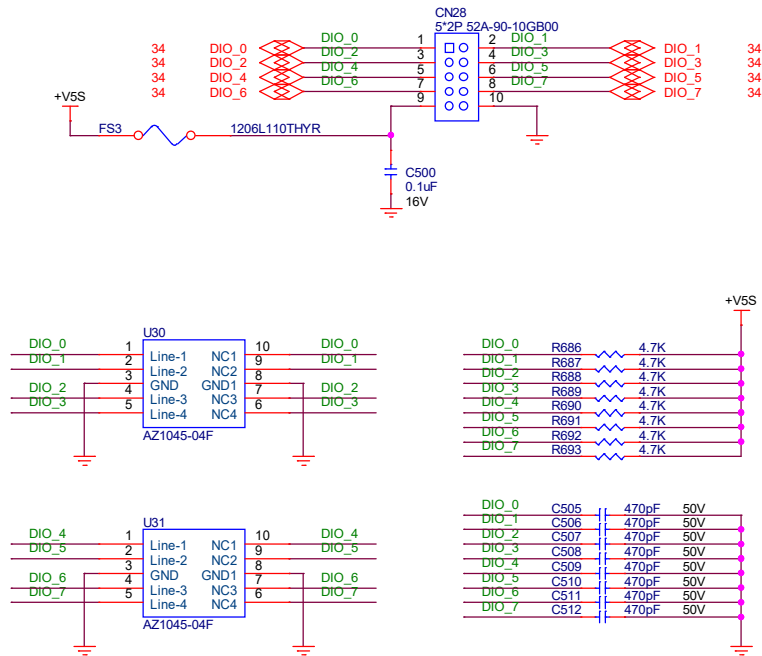 CN28
5*2P 52A-90-10GB00
34 DIO_0 DIO_0 1 2 DIO_1 DIO_1 34
34 DIO_2 DIO_2 3 4 DIO_3 DIO_3 34
34 DIO_4 DIO_4 5 6 DIO_5 DIO_5 34
34 DIO_6 DIO_6 7 8 DIO_7 DIO_7 34
9 10
+V5S
FS3 1206L110THYR
C500
0.1uF
16V
+V5S
U30
DIO_0 1 Line-1 NC1 10 DIO_0
DIO_1 2 Line-2 NC2 9 DIO_1
3 GND GND1 8
DIO_2 4 Line-3 NC3 7 DIO_2
DIO_3 5 Line-4 NC4 6 DIO_3
AZ1045-04F
DIO_0 R686 4.7K
DIO_1 R687 4.7K
DIO_2 R688 4.7K
DIO_3 R689 4.7K
DIO_4 R690 4.7K
DIO_5 R691 4.7K
DIO_6 R692 4.7K
DIO_7 R693 4.7K
U31
DIO_4 1 Line-1 NC1 10 DIO_4
DIO_5 2 Line-2 NC2 9 DIO_5
3 GND GND1 8
DIO_6 4 Line-3 NC3 7 DIO_6
DIO_7 5 Line-4 NC4 6 DIO_7
AZ1045-04F
DIO_0 C505 470pF 50V
DIO_1 C506 470pF 50V
DIO_2 C507 470pF 50V
DIO_3 C508 470pF 50V
DIO_4 C509 470pF 50V
DIO_5 C510 470pF 50V
DIO_6 C511 470pF 50V
DIO_7 C512 470pF 50V